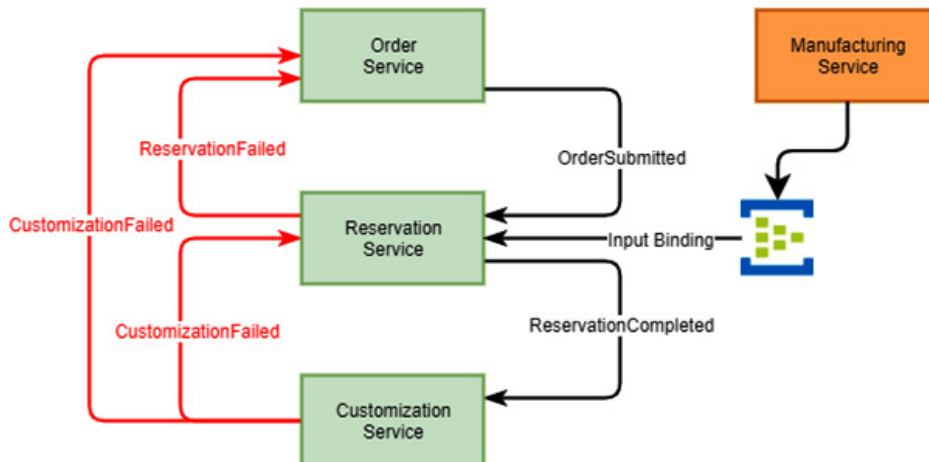 Order
Service
Manufacturing
Service
ReservationFailed
OrderSubmitted
CustomizationFailed
Reservation
Service
Input Binding
CustomizationFailed
ReservationCompleted
Customization
Service